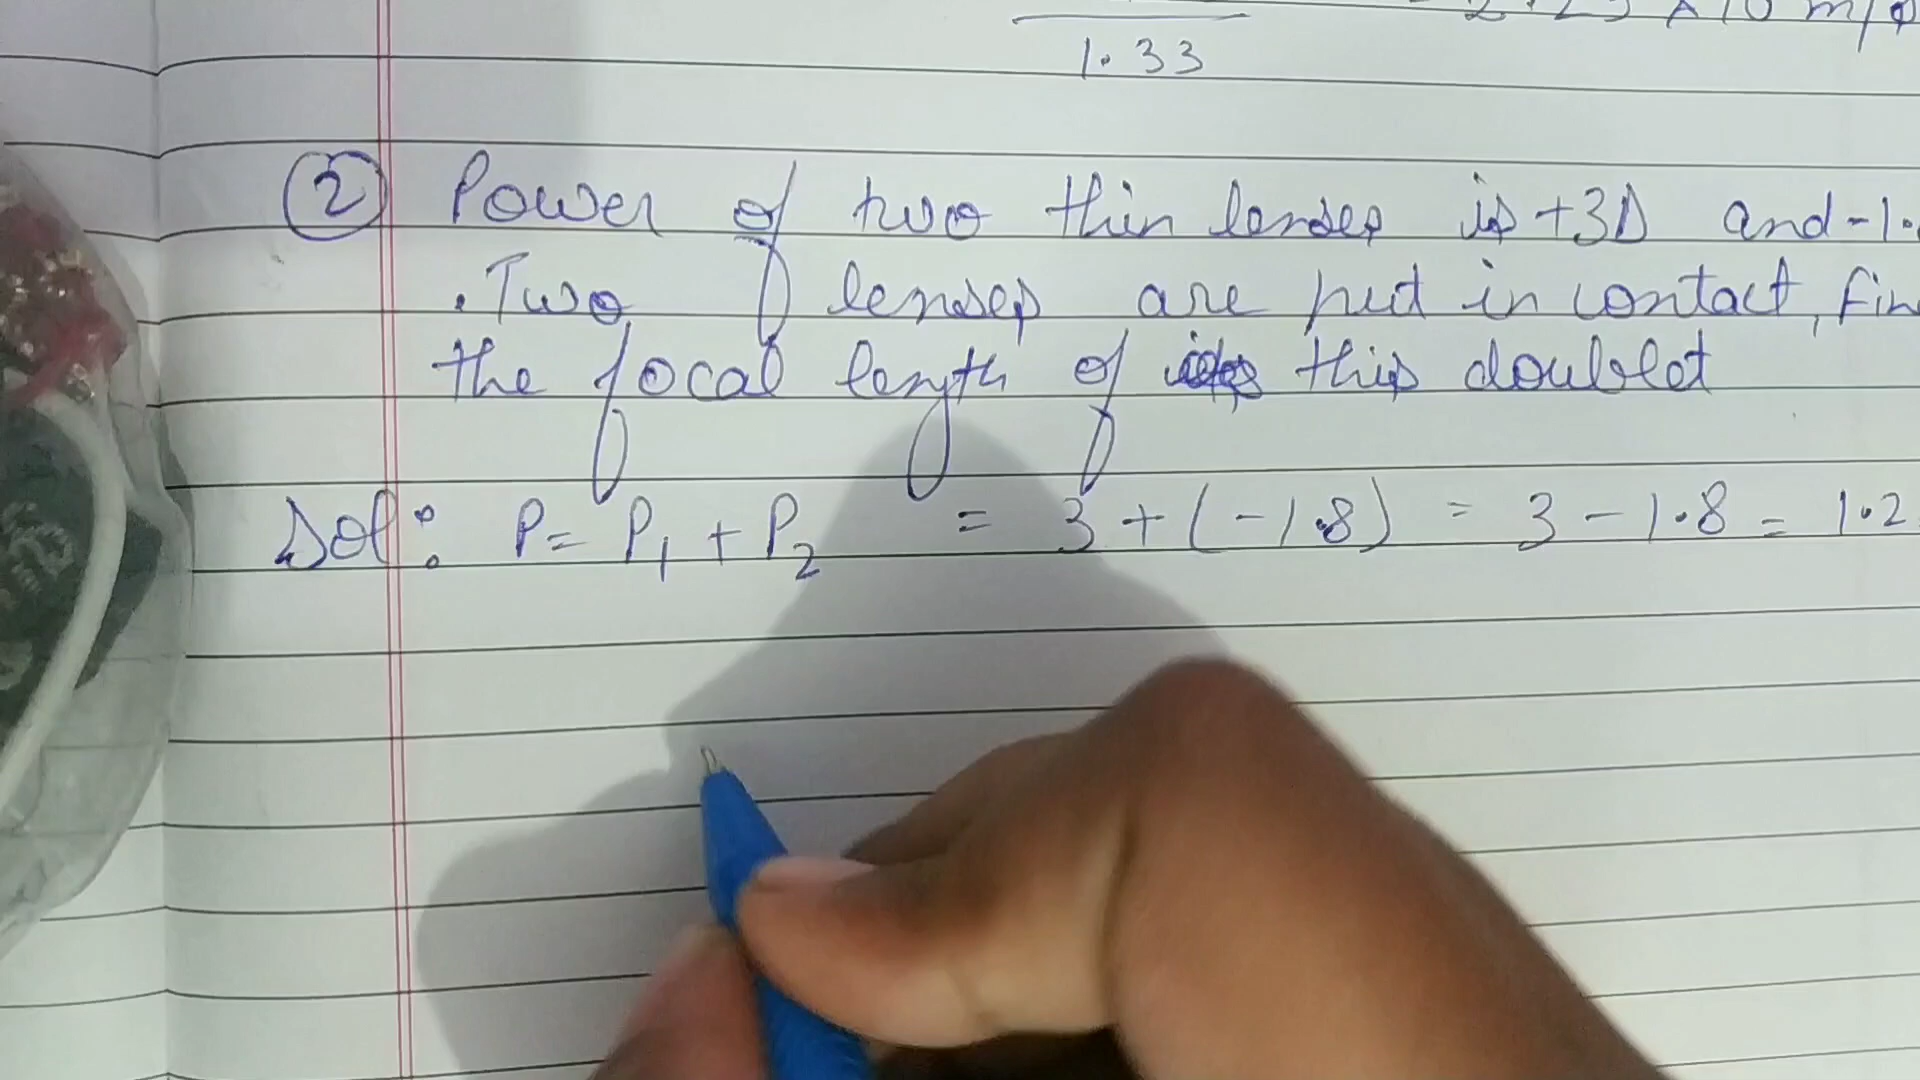 1.33
② Power of two thin lenses is +3D and -1.
. Two lenses are put in contact, Fin
the focal length of this doublet
Sol: P = P₁ + P₂ = 3 + (-1.8) = 3 - 1.8 = 1.2